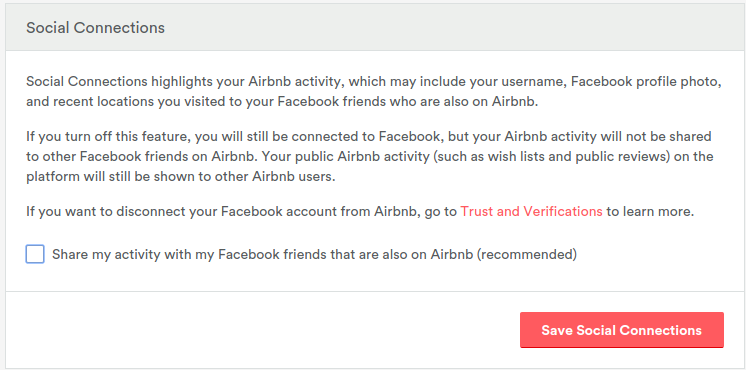 Social Connections
Social Connections highlights your Airbnb activity, which may include your username, Facebook profile photo,
and recent locations you visited to your Facebook friends who are also on Airbnb.
If you turn off this feature, you will still be connected to Facebook, but your Airbnb activity will not be shared
to other Facebook friends on Airbnb. Your public Airbnb activity (such as wish lists and public reviews) on the
platform will still be shown to other Airbnb users.
If you want to disconnect your Facebook account from Airbnb, go to Trust and Verifications to learn more.
Share my activity with my Facebook friends that are also on Airbnb (recommended)
Save Social Connections